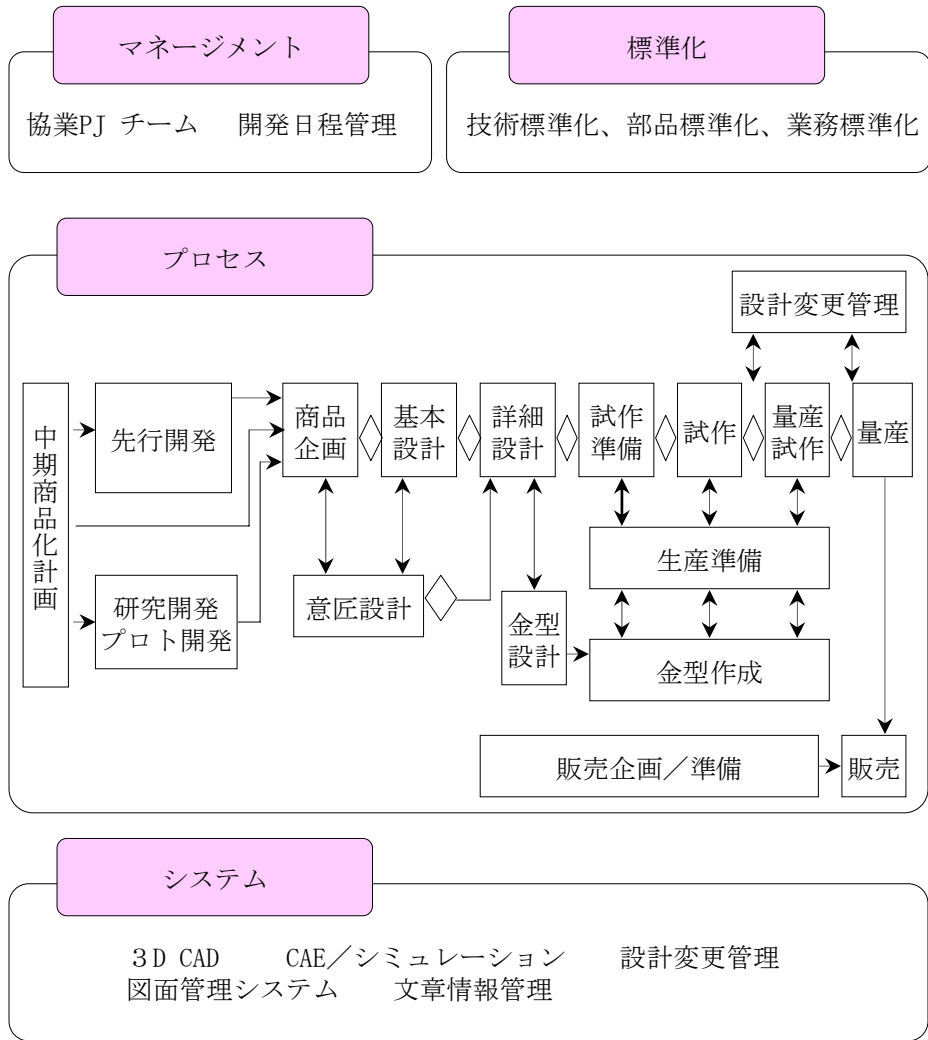 マネージメント
標準化
協業PJ チーム　開発日程管理
技術標準化、部品標準化、業務標準化
プロセス
設計変更管理
中期商品化計画
先行開発
商品
企画
基本
設計
詳細
設計
試作
準備
試作
量産
試作
量産
生産準備
研究開発
プロト開発
意匠設計
金型
設計
金型作成
販売企画／準備
販売
システム
３D CAD　CAE／シミュレーション　設計変更管理
図面管理システム　文章情報管理